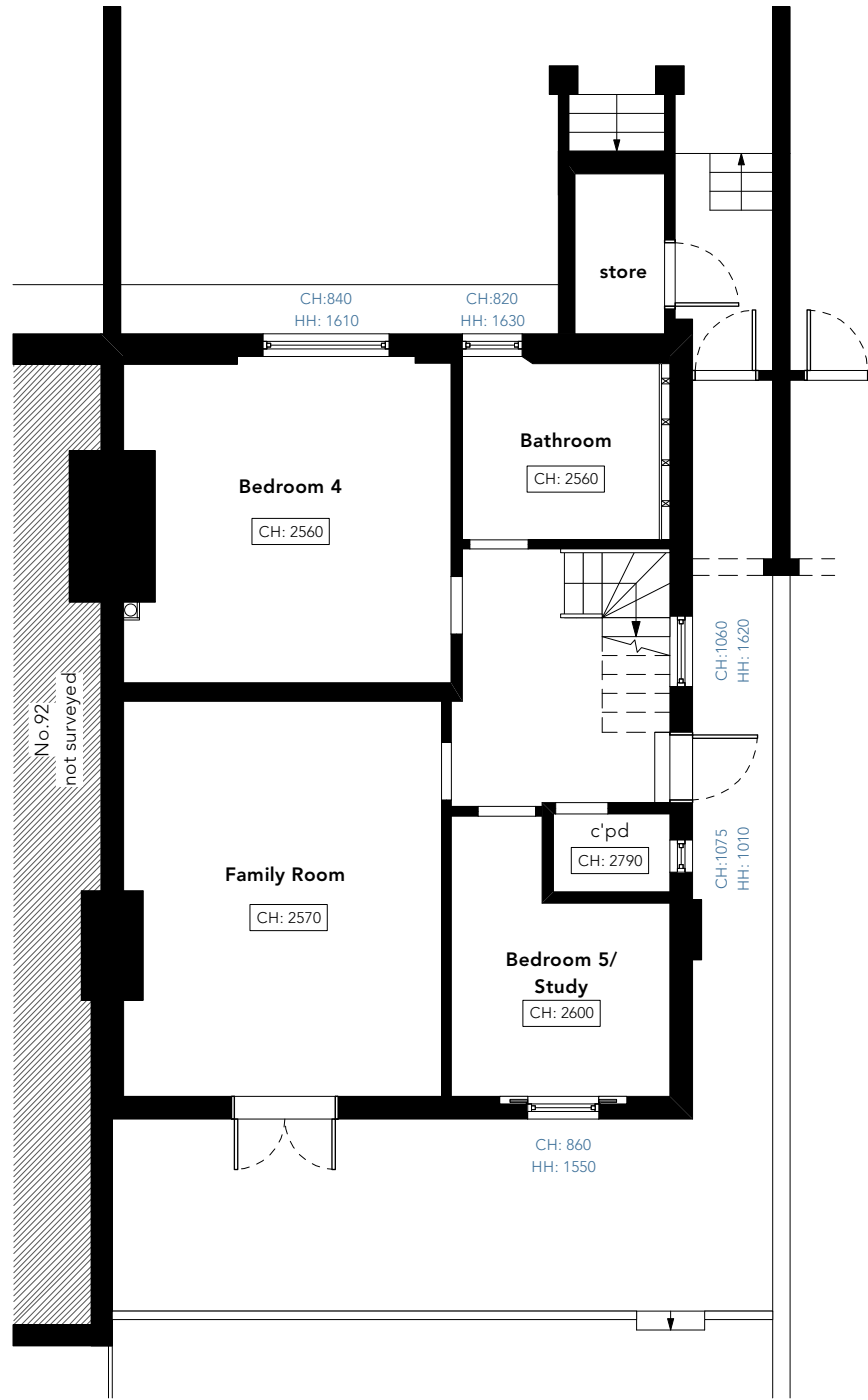 store
CH:840
HH: 1610
CH:820
HH: 1630
Bathroom
CH: 2560
Bedroom 4
CH: 2560
CH:1060
HH: 1620
No.92
not surveyed
c'pd
CH: 2790
CH:1075
HH: 1010
Family Room
CH: 2570
Bedroom 5/
Study
CH: 2600
CH: 860
HH: 1550